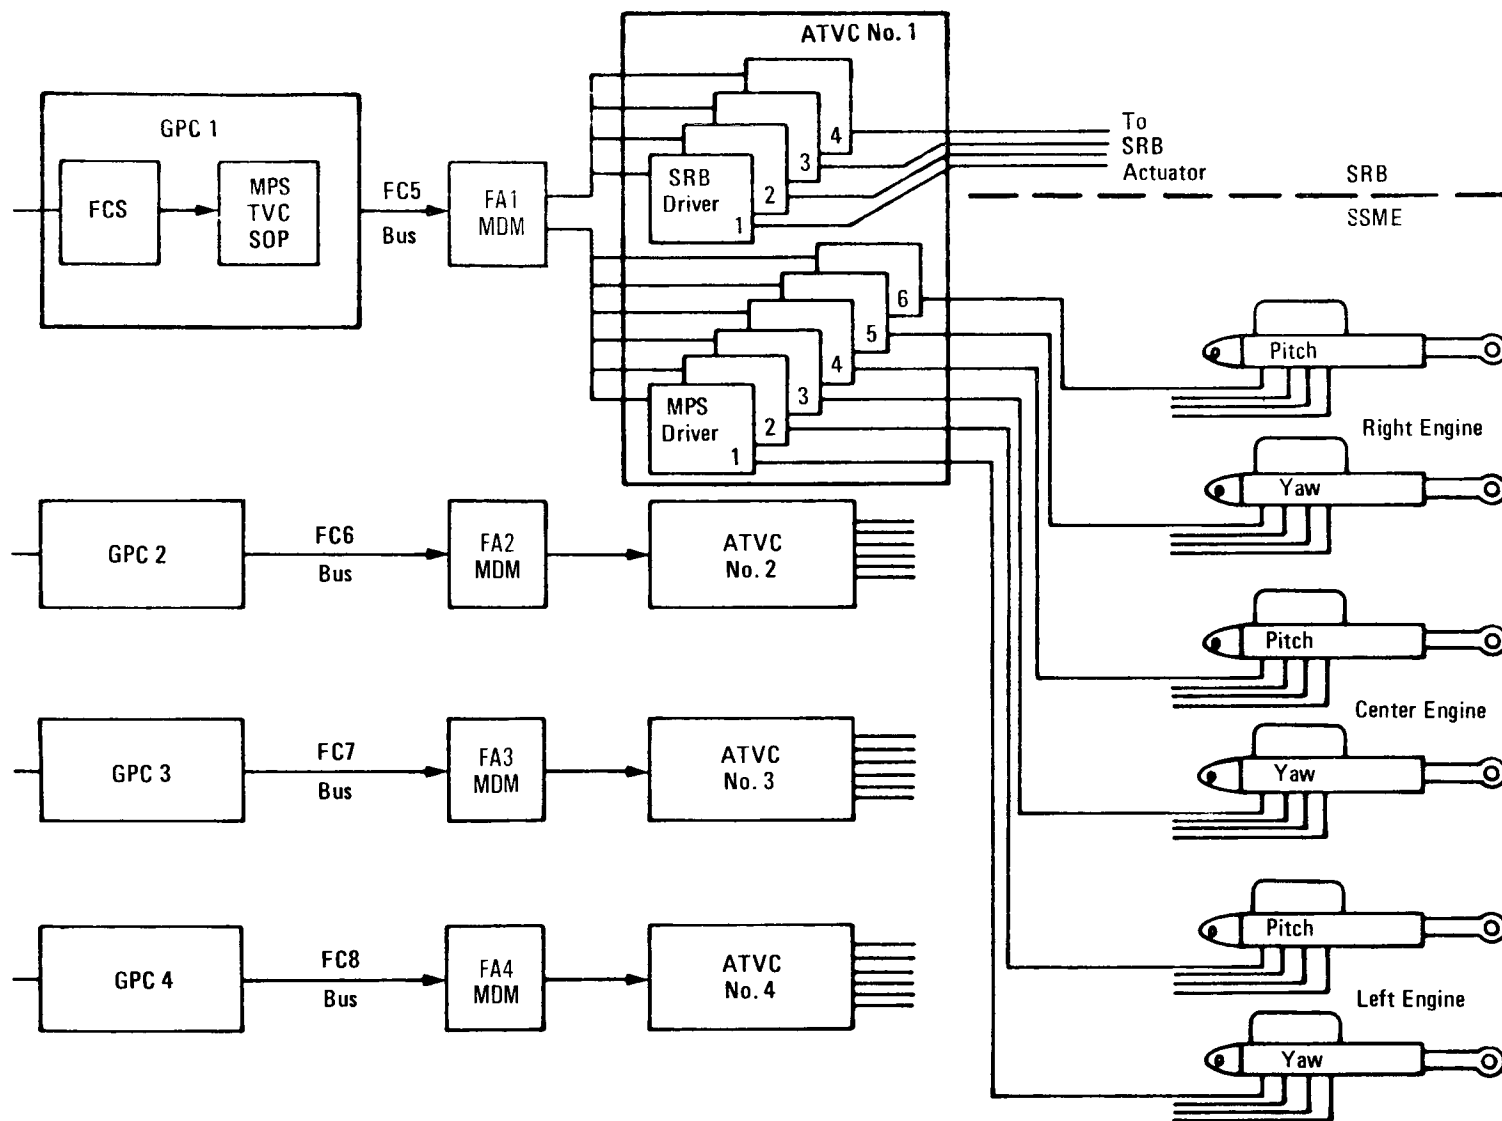 ATVC No. 1
GPC 1
FCS
MPS
TVC
SOP
FC5
Bus
FA1
MDM
4
3
2
SRB
Driver
1
To
SRB
Actuator
SRB
SSME
6
5
4
3
2
MPS
Driver
1
Pitch
Right Engine
Yaw
GPC 2
FC6
Bus
FA2
MDM
ATVC
No. 2
Pitch
Center Engine
Yaw
GPC 3
FC7
Bus
FA3
MDM
ATVC
No. 3
GPC 4
FC8
Bus
FA4
MDM
ATVC
No. 4
Pitch
Left Engine
Yaw